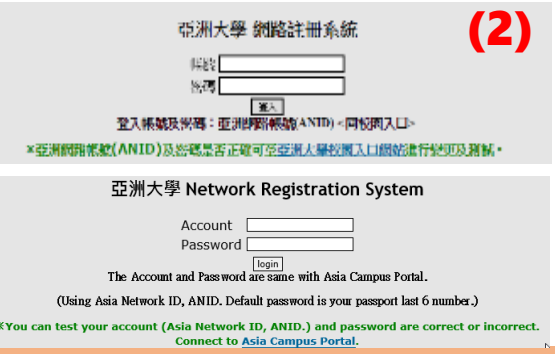 (2)
亞洲大學 網路註冊系統
帳號
密碼
登入
登入帳號及密碼：亞洲網路帳號(ANID) <同校園入口>
※亞洲網路帳號(ANID)及密碼是否正確可至亞洲大學校園入口網站進行變更及測試。
亞洲大學 Network Registration System
Account
Password
login
The Account and Password are same with Asia Campus Portal.
(Using Asia Network ID, ANID. Default password is your passport last 6 number.)
※You can test your account (Asia Network ID, ANID.) and password are correct or incorrect.
Connect to Asia Campus Portal.